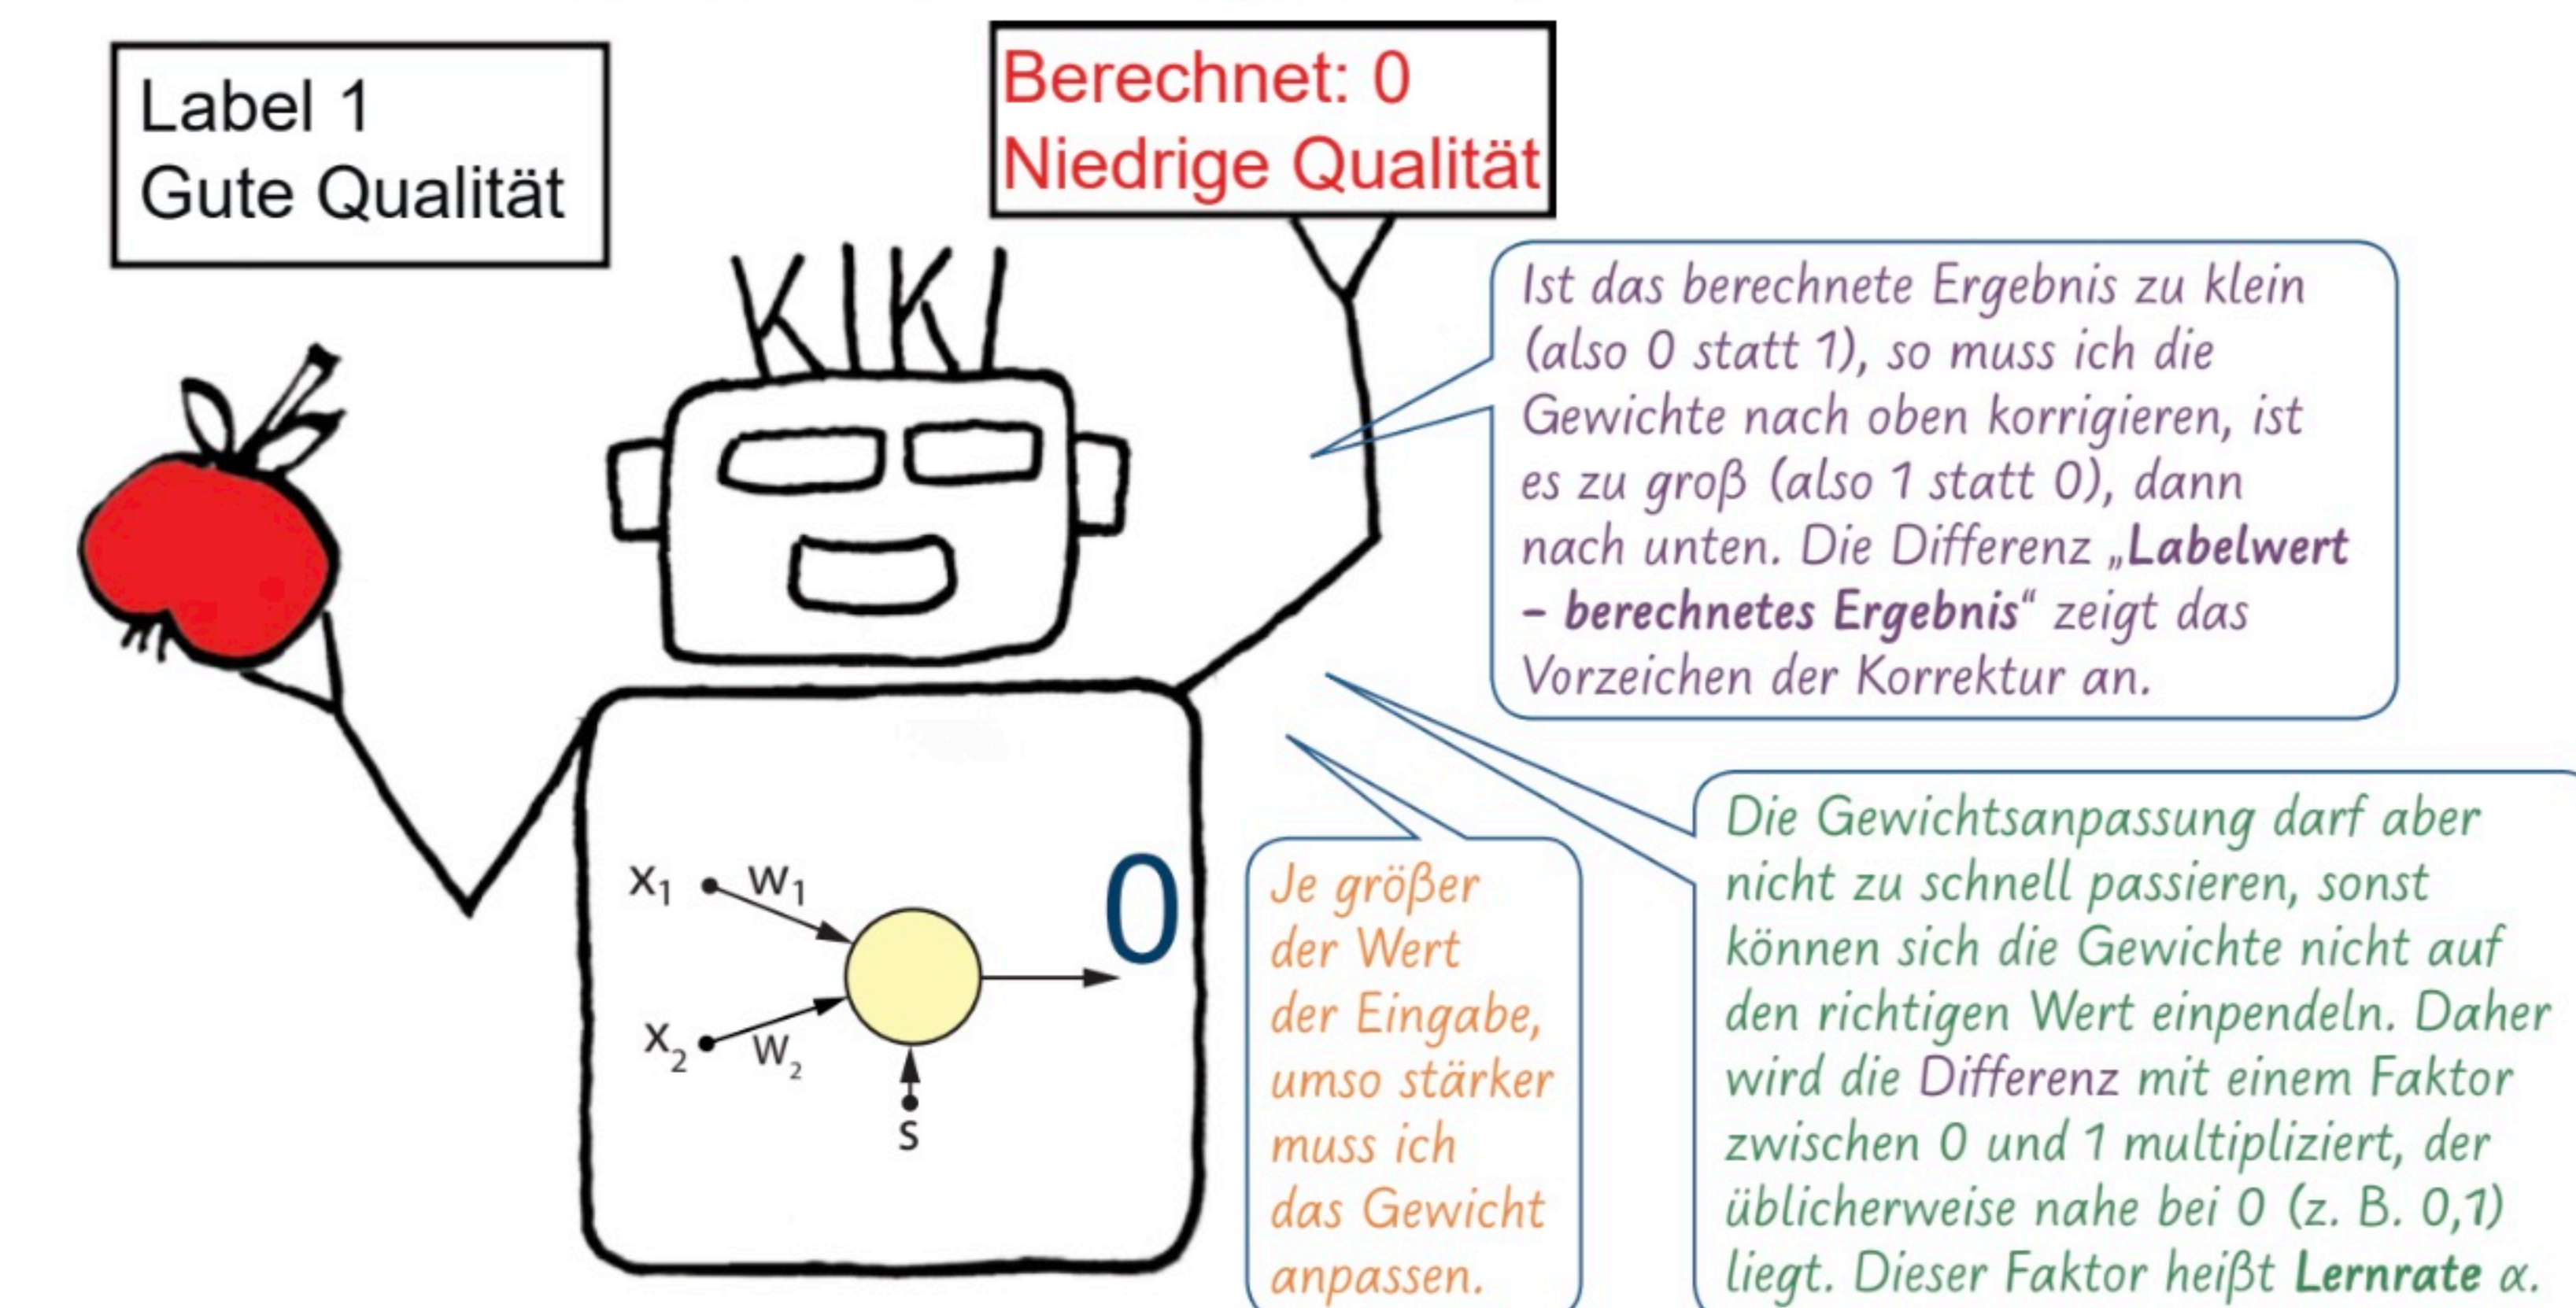 Label 1
Gute Qualität
Berechnet: 0
Niedrige Qualität
KIKI
Ist das berechnete Ergebnis zu klein
(also 0 statt 1), so muss ich die
Gewichte nach oben korrigieren, ist
es zu groß (also 1 statt 0), dann
nach unten. Die Differenz „Labelwert
– berechnetes Ergebnis“ zeigt das
Vorzeichen der Korrektur an.
x₁
w₁
x₂
w₂
s
0
Je größer
der Wert
der Eingabe,
umso stärker
muss ich
das Gewicht
anpassen.
Die Gewichtsanpassung darf aber
nicht zu schnell passieren, sonst
können sich die Gewichte nicht auf
den richtigen Wert einpendeln. Daher
wird die Differenz mit einem Faktor
zwischen 0 und 1 multipliziert, der
üblicherweise nahe bei 0 (z. B. 0,1)
liegt. Dieser Faktor heißt Lernrate α.